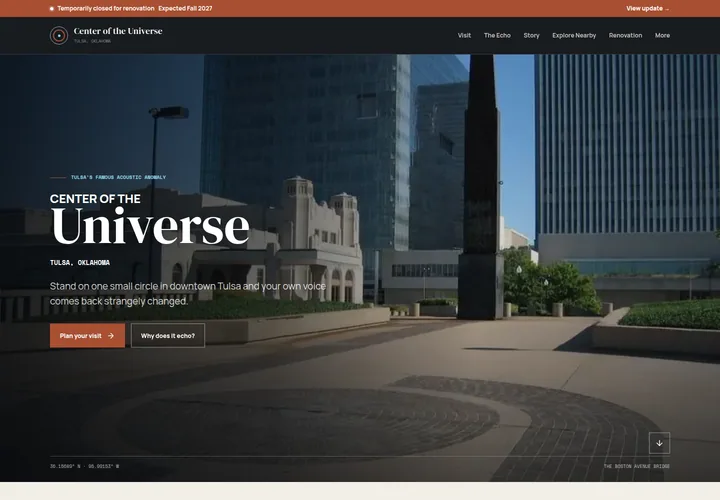 Temporarily closed for renovation Expected Fall 2027
View update →
Center of the Universe
TULSA, OKLAHOMA
Visit
The Echo
Story
Explore Nearby
Renovation
More
TULSA'S FAMOUS ACOUSTIC ANOMALY
CENTER OF THE
Universe
TULSA, OKLAHOMA
Stand on one small circle in downtown Tulsa and your own voice
comes back strangely changed.
Plan your visit →
Why does it echo?
THE BOSTON AVENUE BRIDGE